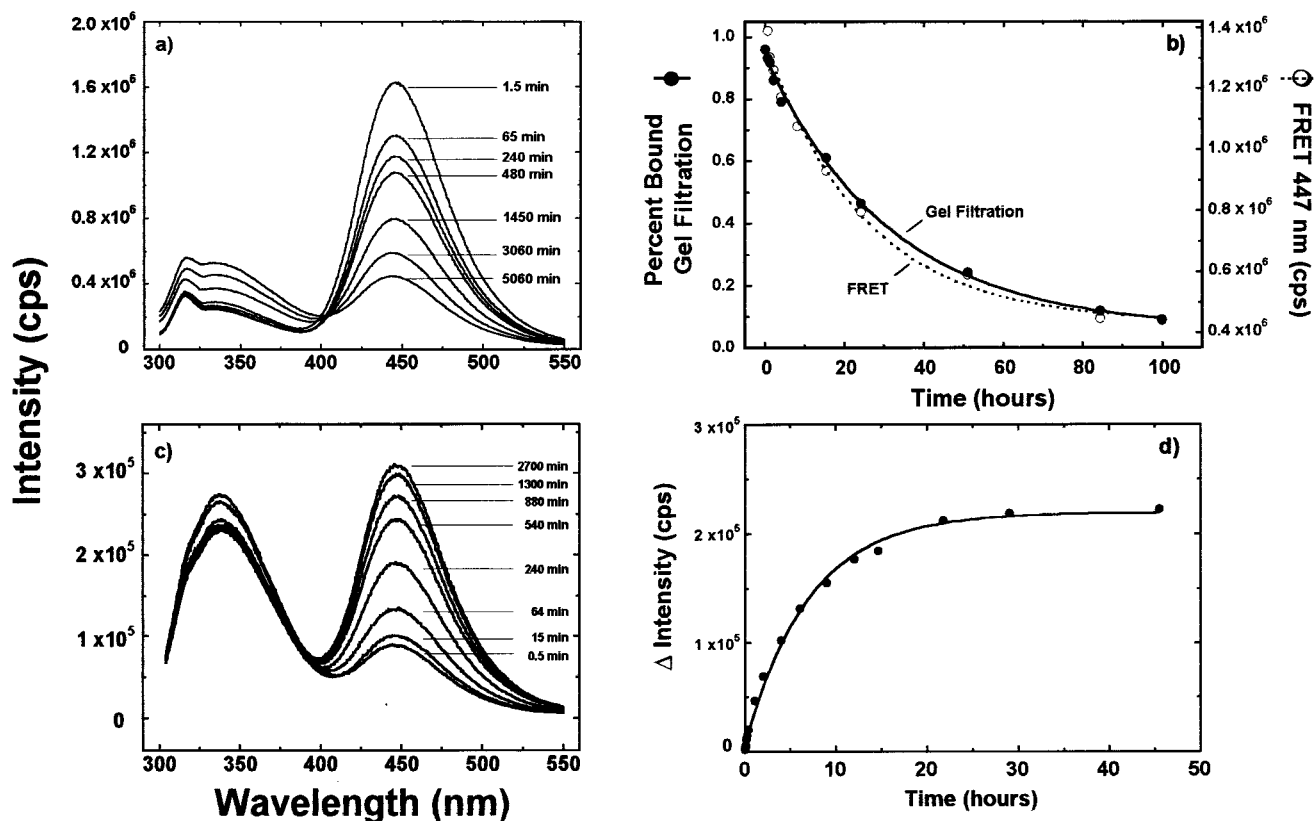 Intensity (cps)
a)
2.0 x10⁶
1.6 x10⁶
1.2 x10⁶
0.8 x10⁶
0.4 x10⁶
0
1.5 min
65 min
240 min
480 min
1450 min
3060 min
5060 min
300 350 400 450 500 550
b)
Percent Bound
Gel Filtration
1.0
0.8
0.6
0.4
0.2
0.0
Gel Filtration
FRET
1.4 x10⁶
1.2 x 10⁶
1.0 x 10⁶
0.8 x 10⁶
0.6 x 10⁶
0.4 x 10⁶
FRET 447 nm (cps)
0 20 40 60 80 100
Time (hours)
c)
3 x10⁵
2 x10⁵
1 x10⁵
0
2700 min
1300 min
880 min
540 min
240 min
64 min
15 min
0.5 min
300 350 400 450 500 550
Wavelength (nm)
d)
Δ Intensity (cps)
3 x10⁵
2 x10⁵
1 x10⁵
0
0 10 20 30 40 50
Time (hours)